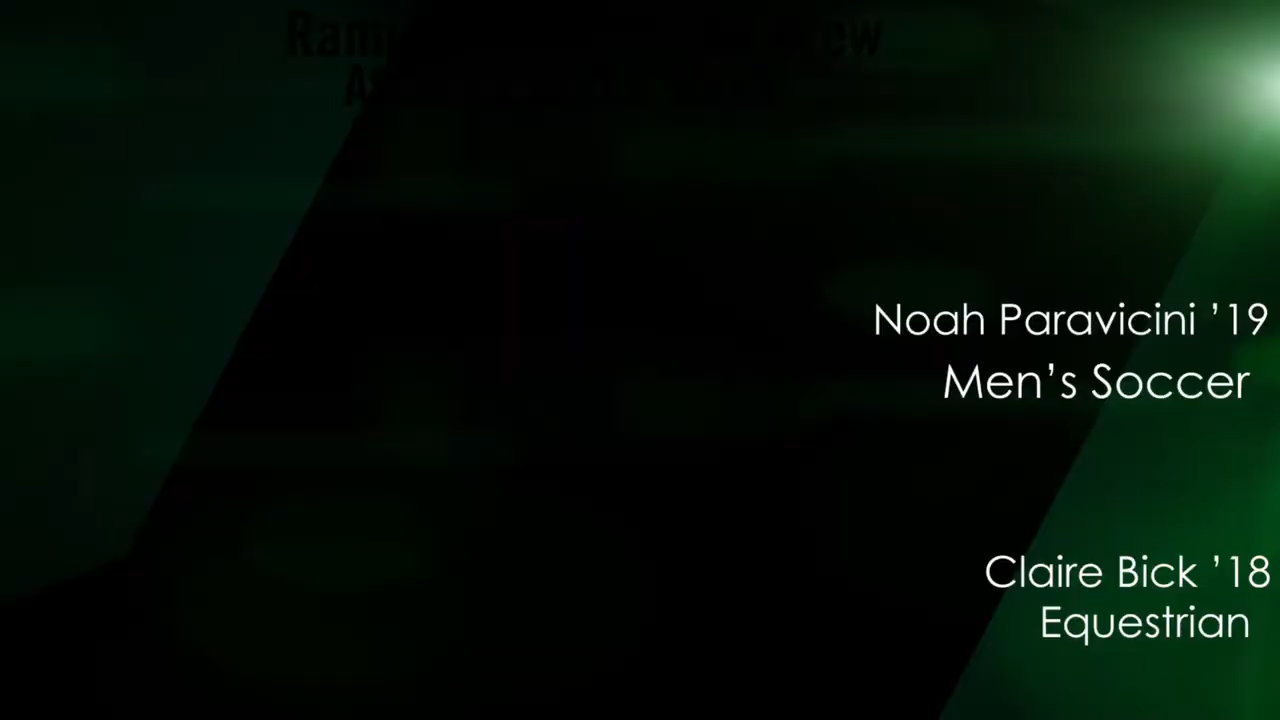 Noah Paravicini ’19
Men’s Soccer
Claire Bick ’18
Equestrian